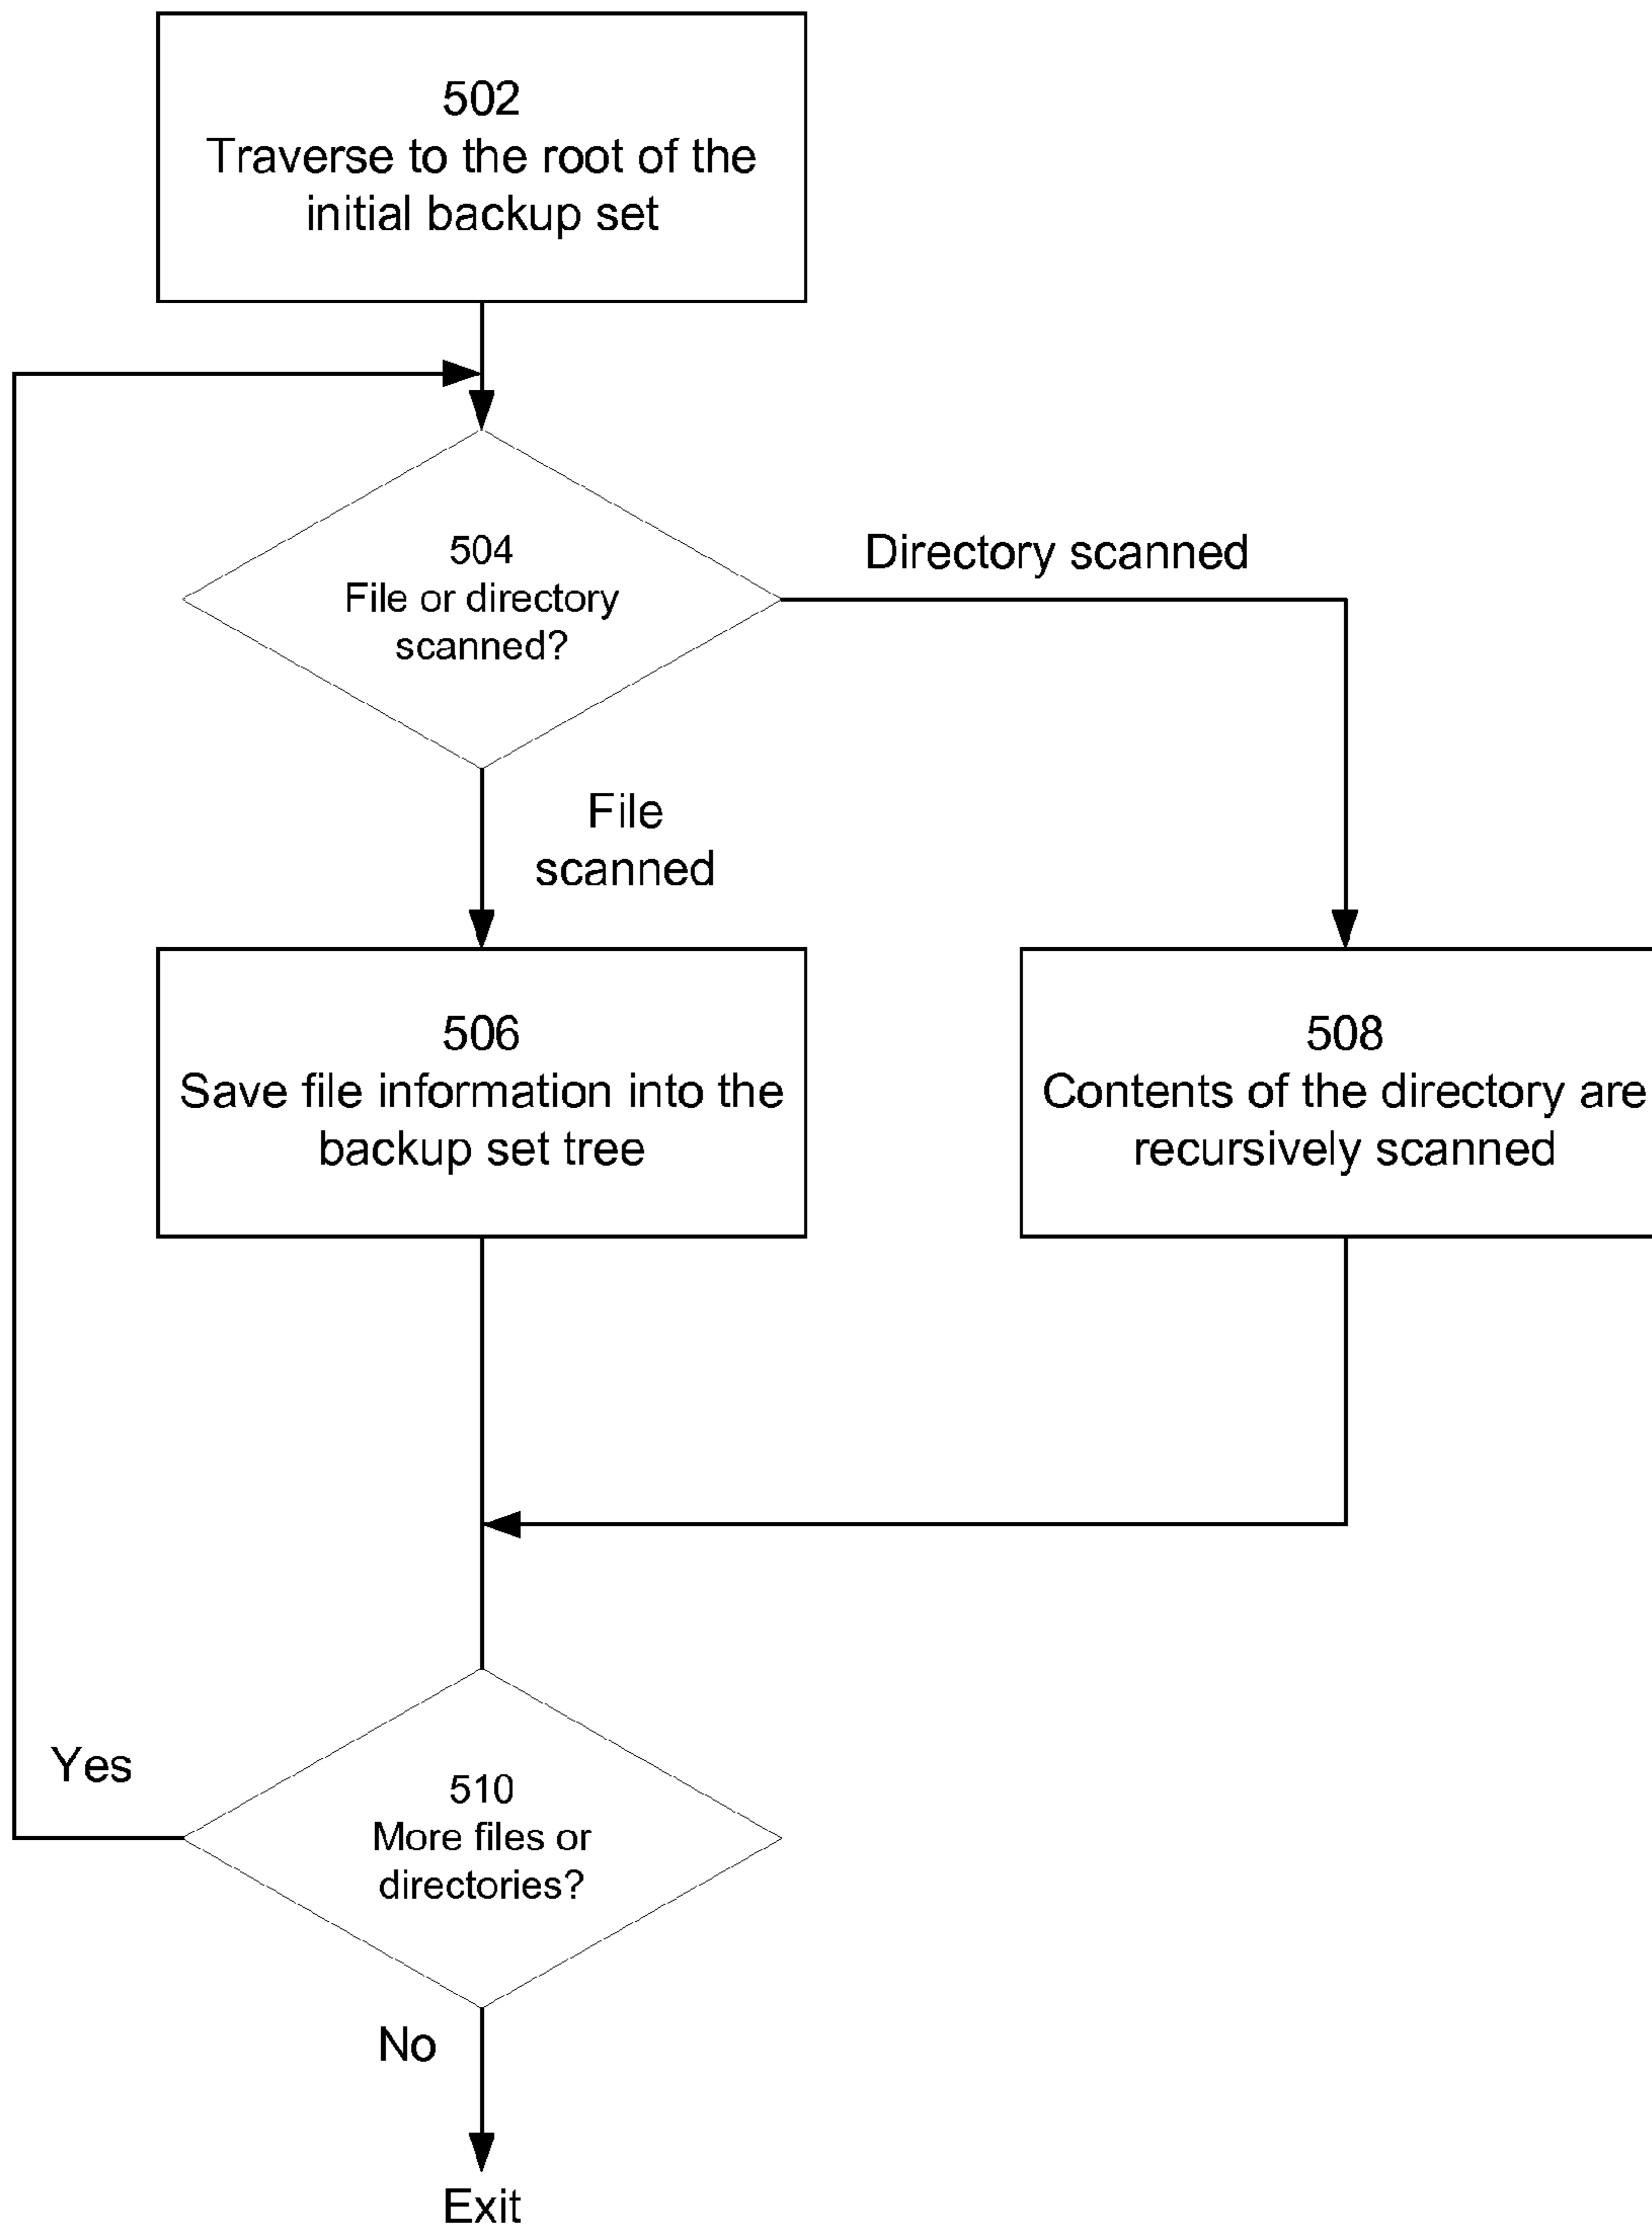 502
Traverse to the root of the
initial backup set
504
File or directory
scanned?
Directory scanned
File
scanned
506
Save file information into the
backup set tree
508
Contents of the directory are
recursively scanned
Yes
510
More files or
directories?
No
Exit